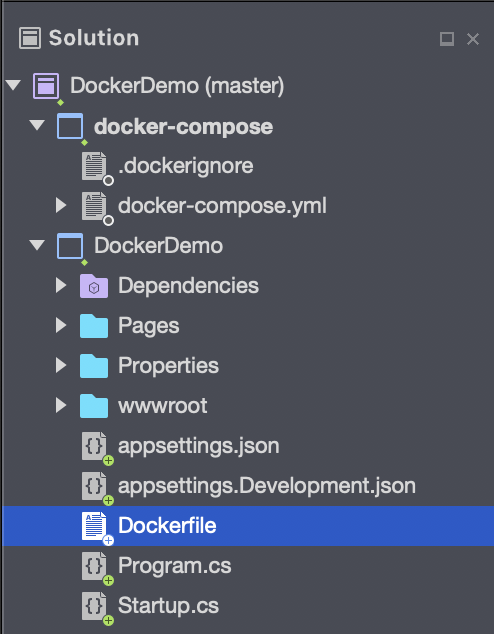 Solution
DockerDemo (master)
docker-compose
.dockerignore
docker-compose.yml
DockerDemo
Dependencies
Pages
Properties
wwwroot
appsettings.json
appsettings.Development.json
Dockerfile
Program.cs
Startup.cs